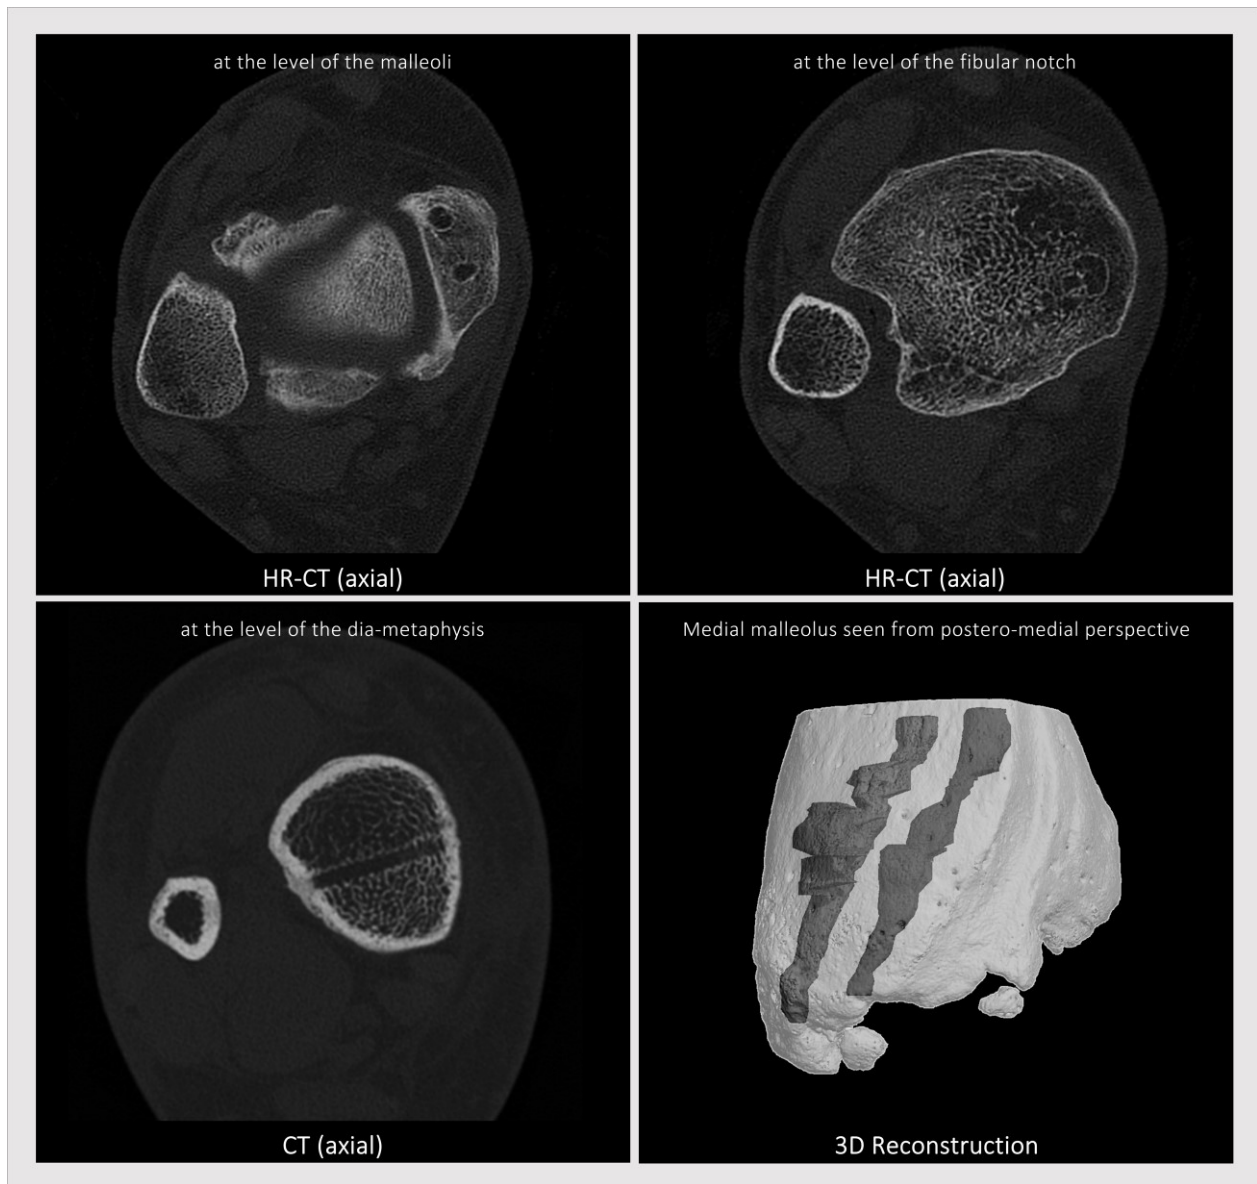 at the level of the malleoli
HR-CT (axial)
at the level of the fibular notch
HR-CT (axial)
at the level of the dia-metaphysis
CT (axial)
Medial malleolus seen from postero-medial perspective
3D Reconstruction